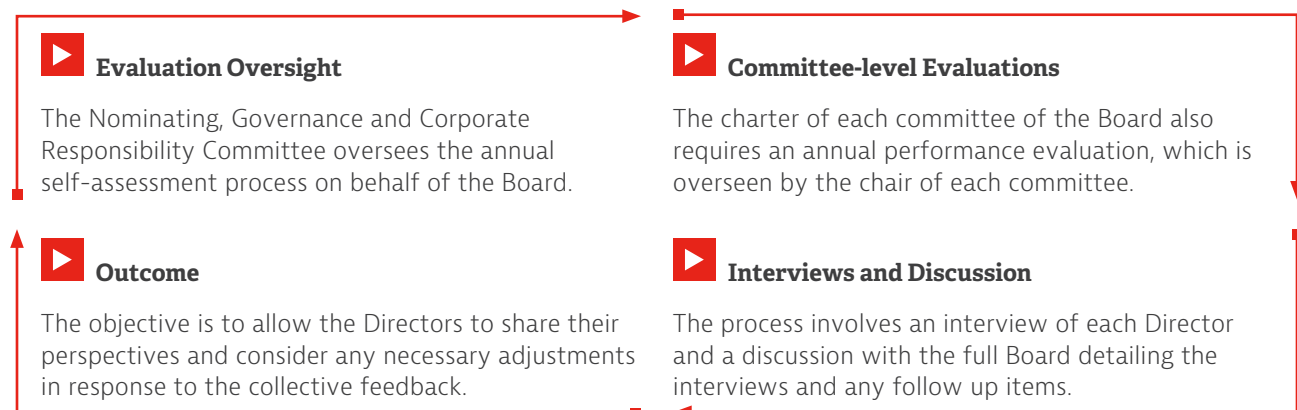 Evaluation Oversight
The Nominating, Governance and Corporate
Responsibility Committee oversees the annual
self-assessment process on behalf of the Board.
Committee-level Evaluations
The charter of each committee of the Board also
requires an annual performance evaluation, which is
overseen by the chair of each committee.
Outcome
The objective is to allow the Directors to share their
perspectives and consider any necessary adjustments
in response to the collective feedback.
Interviews and Discussion
The process involves an interview of each Director
and a discussion with the full Board detailing the
interviews and any follow up items.